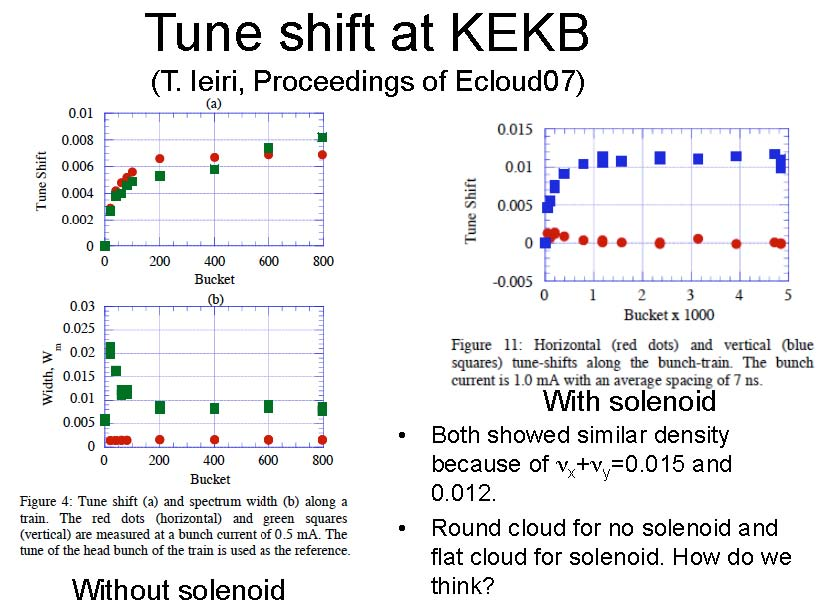 Tune shift at KEKB
(T. Ieiri, Proceedings of Ecloud07)
(a)
Tune Shift
0.01
0.008
0.006
0.004
0.002
0
0 200 400 600 800
Bucket
(b)
Width, Wm
0.03
0.025
0.02
0.015
0.01
0.005
0
0 200 400 600 800
Bucket
Figure 4: Tune shift (a) and spectrum width (b) along a
train. The red dots (horizontal) and green squares
(vertical) are measured at a bunch current of 0.5 mA. The
tune of the head bunch of the train is used as the reference.
Without solenoid
Tune Shift
0.015
0.01
0.005
0
-0.005
0 1 2 3 4 5
Bucket x 1000
Figure 11: Horizontal (red dots) and vertical (blue
squares) tune-shifts along the bunch-train. The bunch
current is 1.0 mA with an average spacing of 7 ns.
With solenoid
• Both showed similar density
because of νx+νy=0.015 and
0.012.
• Round cloud for no solenoid and
flat cloud for solenoid. How do we
think?